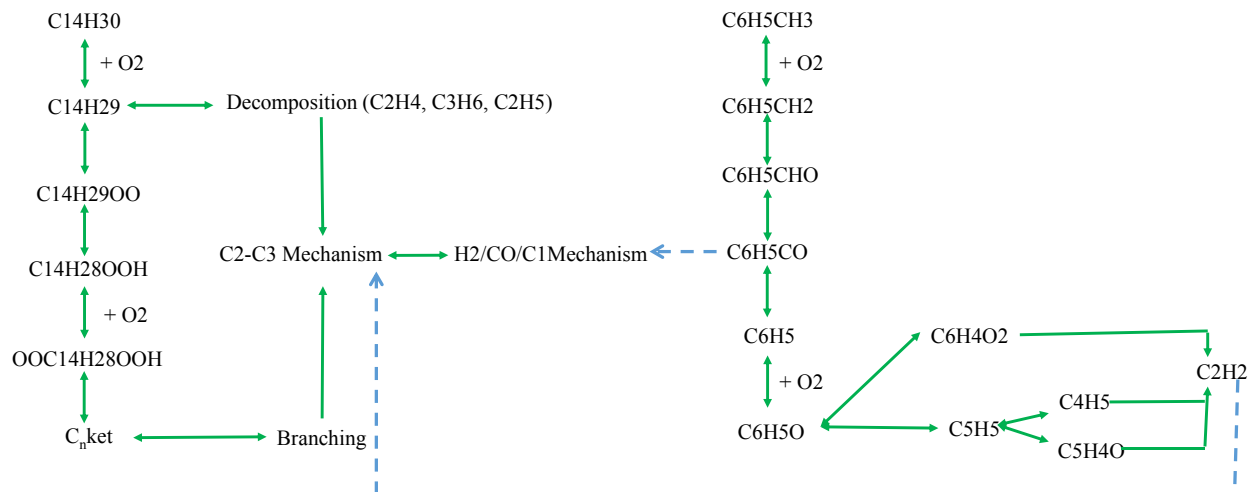 C14H30
+ O2
C14H29
Decomposition (C2H4, C3H6, C2H5)
C14H29OO
C14H28OOH
+ O2
OOC14H28OOH
Cnket
Branching
C2-C3 Mechanism
H2/CO/C1Mechanism
C6H5CH3
+ O2
C6H5CH2
C6H5CHO
C6H5CO
C6H5
+ O2
C6H5O
C6H4O2
C5H5
C4H5
C5H4O
C2H2